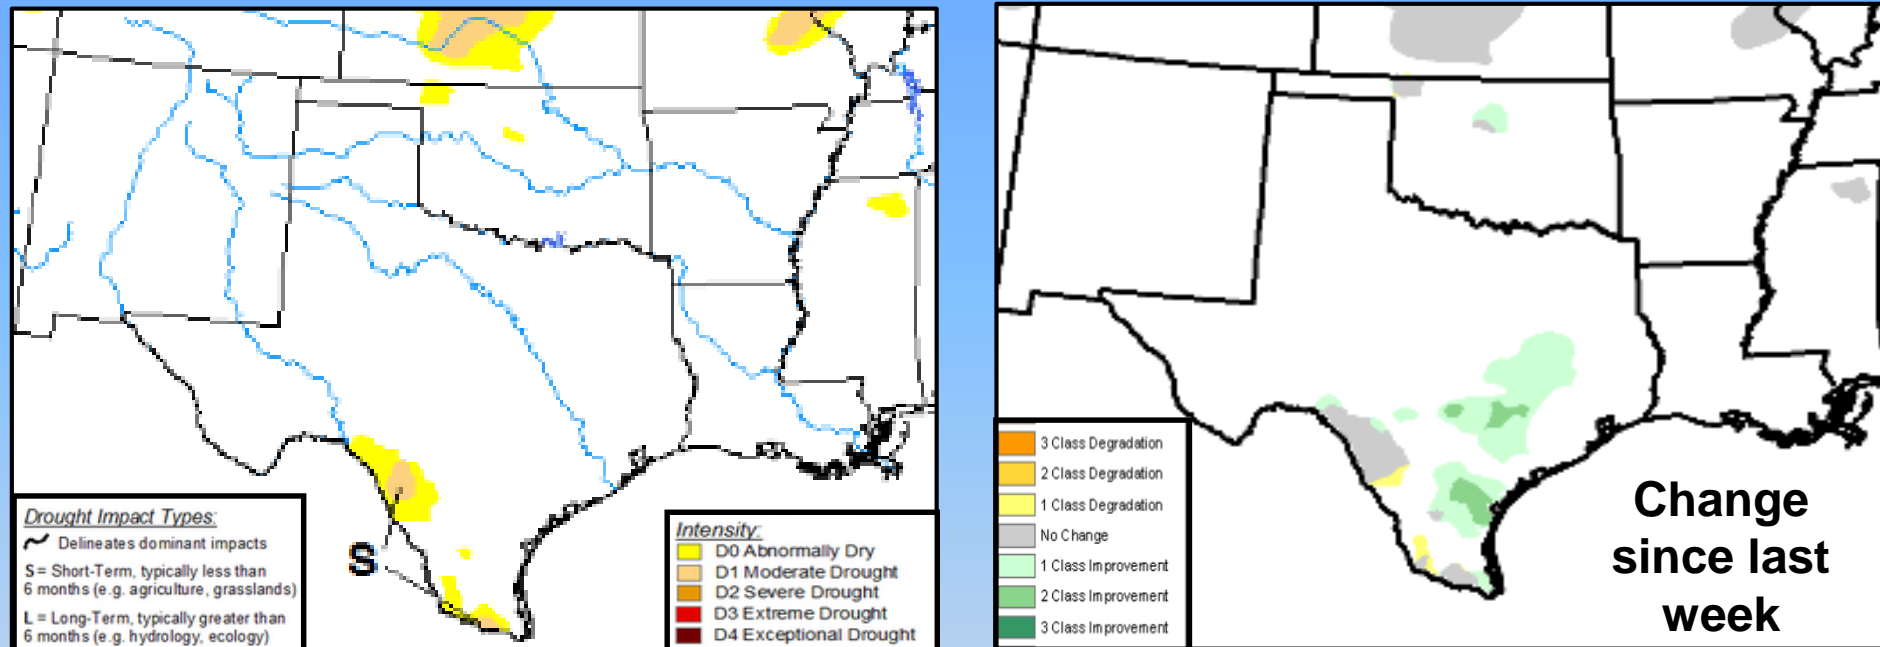 Drought Impact Types:
Delineates dominant impacts
S = Short-Term, typically less than
6 months (e.g. agriculture, grasslands)
L = Long-Term, typically greater than
6 months (e.g. hydrology, ecology)
S
Intensity:
D0 Abnormally Dry
D1 Moderate Drought
D2 Severe Drought
D3 Extreme Drought
D4 Exceptional Drought
3 Class Degradation
2 Class Degradation
1 Class Degradation
No Change
1 Class Improvement
2 Class Improvement
3 Class Improvement
Change
since last
week